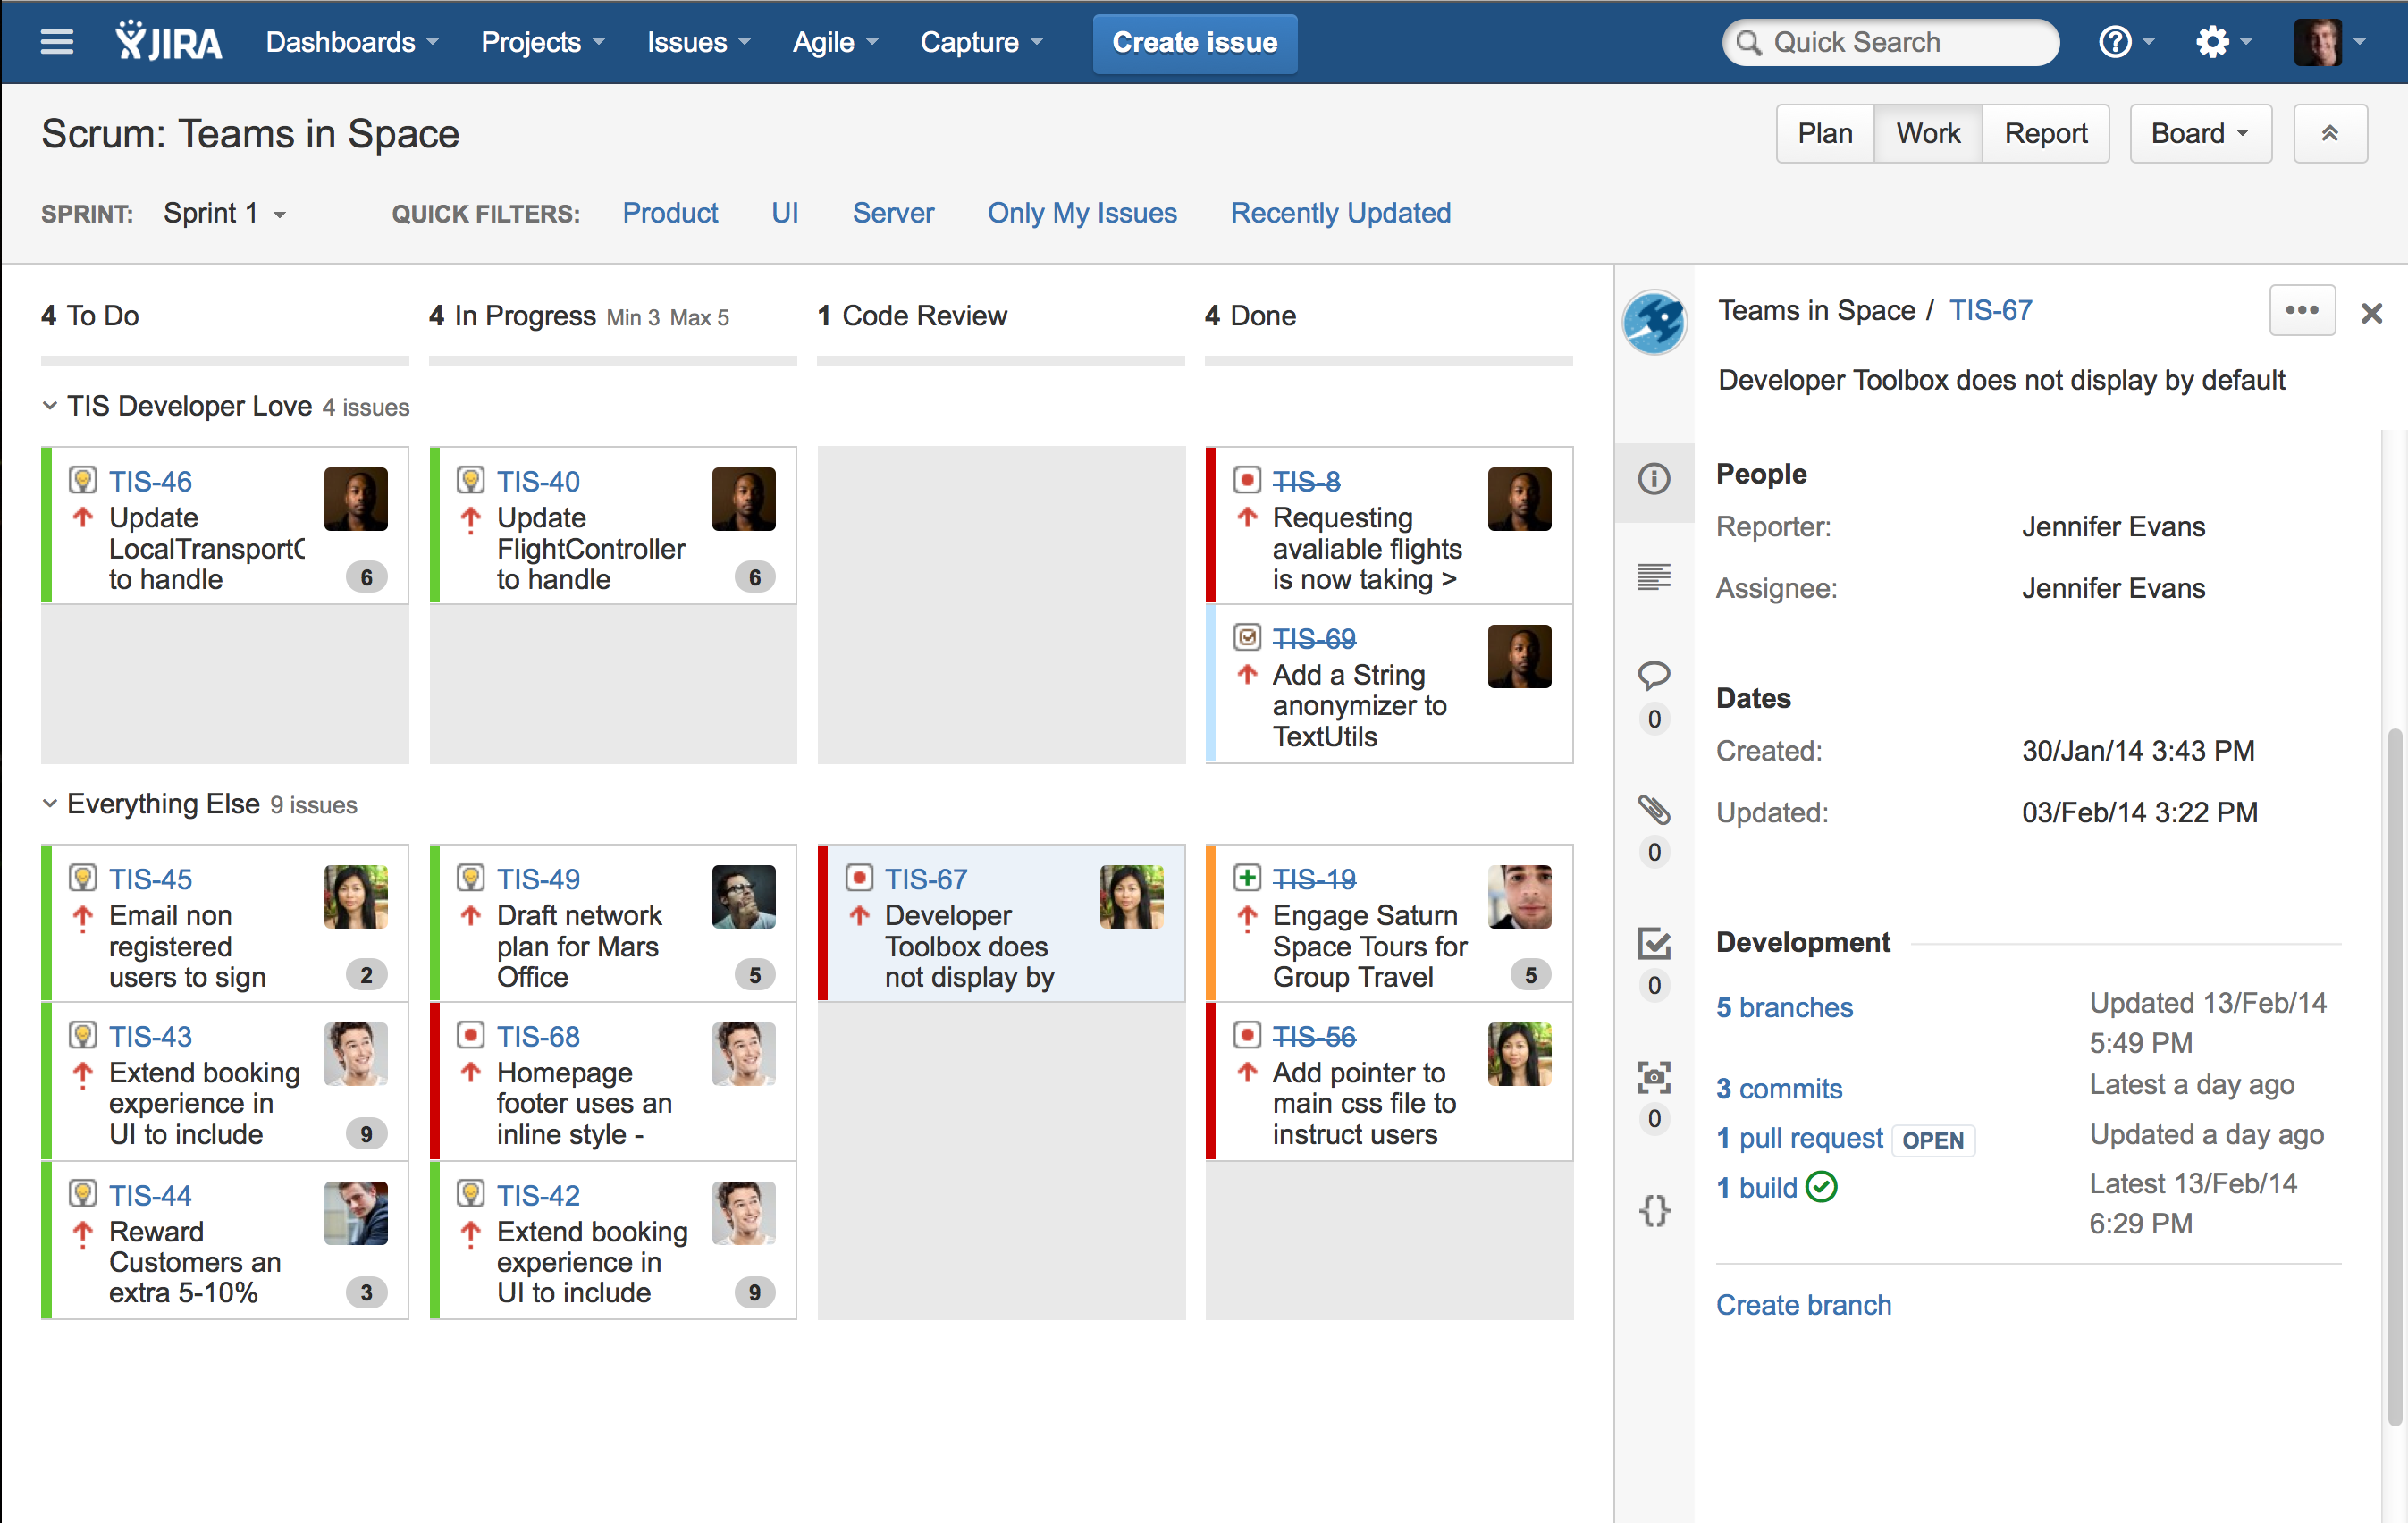 JIRA Dashboards Projects Issues Agile Capture Create issue Quick Search
Scrum: Teams in Space
Plan Work Report Board
SPRINT: Sprint 1 QUICK FILTERS: Product UI Server Only My Issues Recently Updated
4 To Do
4 In Progress Min 3 Max 5
1 Code Review
4 Done
TIS Developer Love 4 issues
TIS-46
Update
LocalTransportC
to handle
6
TIS-40
Update
FlightController
to handle
6
TIS-8
Requesting
avaliable flights
is now taking >
TIS-69
Add a String
anonymizer to
TextUtils
Everything Else 9 issues
TIS-45
Email non
registered
users to sign
2
TIS-49
Draft network
plan for Mars
Office
5
TIS-67
Developer
Toolbox does
not display by
TIS-19
Engage Saturn
Space Tours for
Group Travel
5
TIS-43
Extend booking
experience in
UI to include
9
TIS-68
Homepage
footer uses an
inline style -
TIS-56
Add pointer to
main css file to
instruct users
TIS-44
Reward
Customers an
extra 5-10%
3
TIS-42
Extend booking
experience in
UI to include
9
Teams in Space / TIS-67
Developer Toolbox does not display by default
0
0
0
0
People
Reporter: Jennifer Evans
Assignee: Jennifer Evans
Dates
Created: 30/Jan/14 3:43 PM
Updated: 03/Feb/14 3:22 PM
Development
5 branches Updated 13/Feb/14
5:49 PM
3 commits Latest a day ago
1 pull request OPEN Updated a day ago
1 build Latest 13/Feb/14
6:29 PM
Create branch